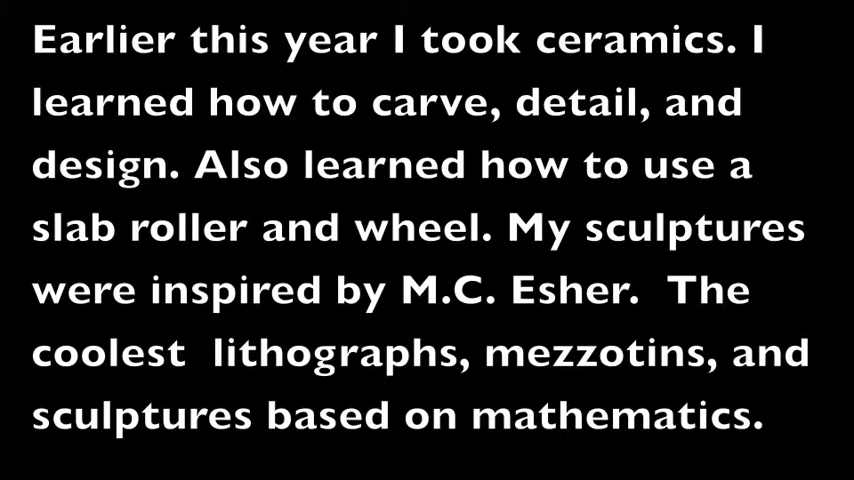 Earlier this year I took ceramics. I
learned how to carve, detail, and
design. Also learned how to use a
slab roller and wheel. My sculptures
were inspired by M.C. Esher.  The
coolest  lithographs, mezzotins, and
sculptures based on mathematics.